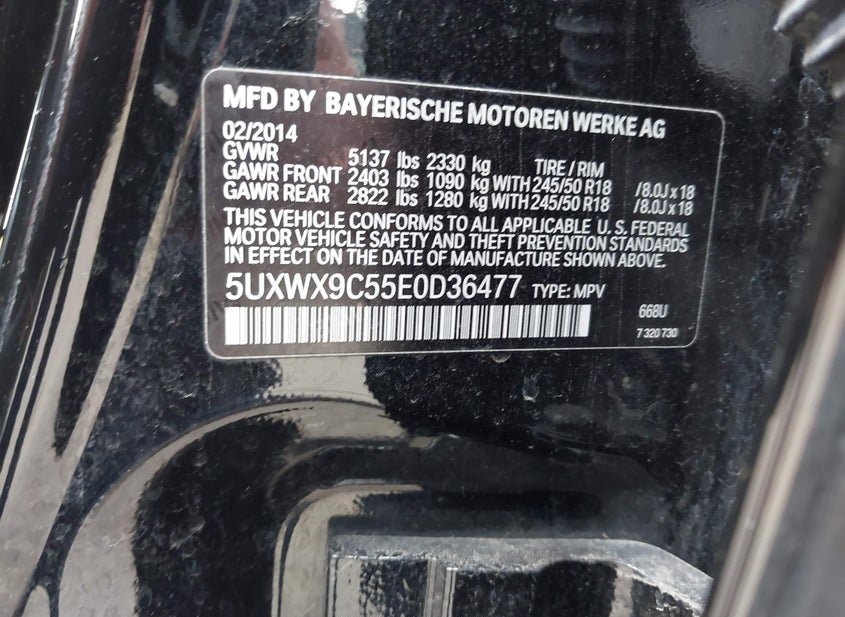 MFD BY BAYERISCHE MOTOREN WERKE AG
02/2014
GVWR 5137 lbs 2330 kg TIRE / RIM
GAWR FRONT 2403 lbs 1090 kg WITH 245/50 R18 /8.0J x 18
GAWR REAR 2822 lbs 1280 kg WITH 245/50 R18 /8.0J x 18
THIS VEHICLE CONFORMS TO ALL APPLICABLE U. S. FEDERAL
MOTOR VEHICLE SAFETY AND THEFT PREVENTION STANDARDS
IN EFFECT ON THE DATE OF MANUFACTURE SHOWN ABOVE.
5UXWX9C55E0D36477 TYPE: MPV
668U
7 320 730